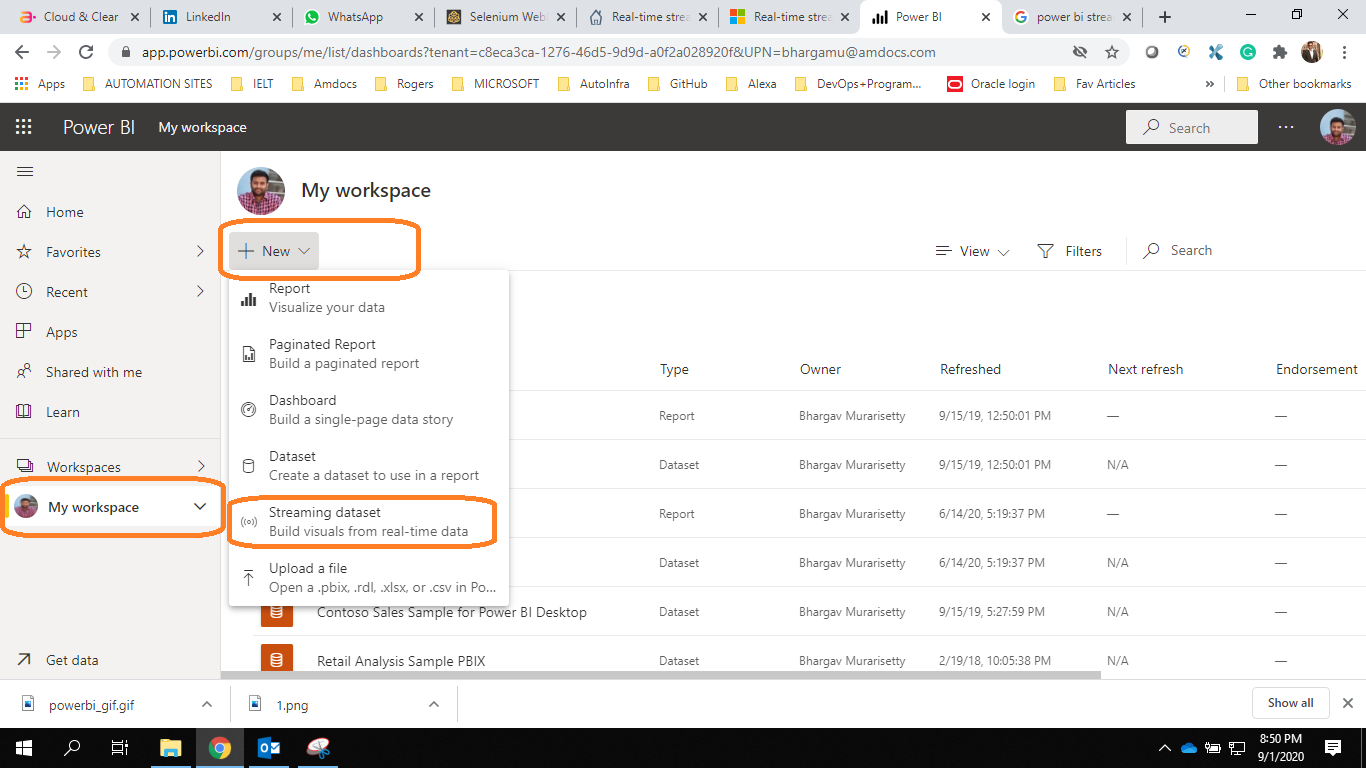 Cloud & Clear
LinkedIn
WhatsApp
Selenium Web
Real-time strea
Real-time strea
Power BI
power bi strea
app.powerbi.com/groups/me/list/dashboards?tenant=c8eca3ca-1276-46d5-9d9d-a0f2a028920f&UPN=bhargamu@amdocs.com
Apps
AUTOMATION SITES
IELT
Amdocs
Rogers
MICROSOFT
AutoInfra
GitHub
Alexa
DevOps+Program...
Oracle login
Fav Articles
»
Other bookmarks
Power BI
My workspace
Search
Home
Favorites
Recent
Apps
Shared with me
Learn
Workspaces
My workspace
Get data
My workspace
New
View
Filters
Search
Report
Visualize your data
Paginated Report
Build a paginated report
Dashboard
Build a single-page data story
Dataset
Create a dataset to use in a report
Streaming dataset
Build visuals from real-time data
Upload a file
Open a .pbix, .rdl, .xlsx, or .csv in Po...
Type Owner Refreshed Next refresh Endorsement
Report Bhargav Murarisetty 9/15/19, 12:50:01 PM — —
Dataset Bhargav Murarisetty 9/15/19, 12:50:01 PM N/A —
Report Bhargav Murarisetty 6/14/20, 5:19:37 PM — —
Dataset Bhargav Murarisetty 6/14/20, 5:19:37 PM N/A —
Contoso Sales Sample for Power BI Desktop Dataset Bhargav Murarisetty 9/15/19, 5:27:59 PM N/A —
Retail Analysis Sample PBIX Dataset Bhargav Murarisetty 2/19/18, 10:05:38 PM N/A —
powerbi_gif.gif
1.png
Show all
8:50 PM
9/1/2020